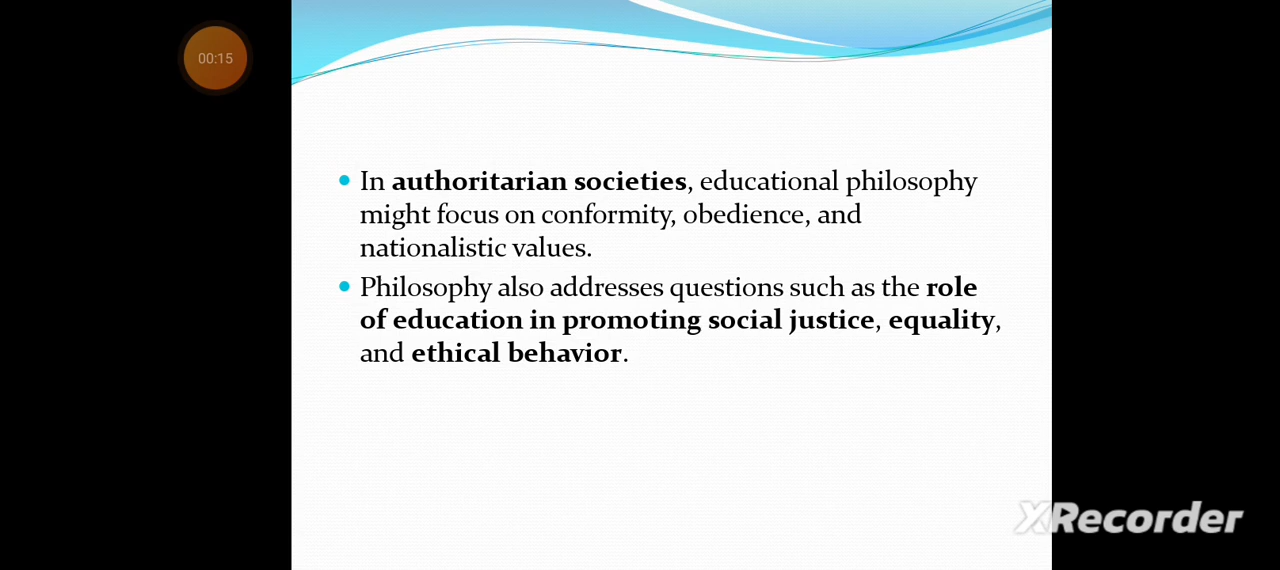 00:15
In authoritarian societies, educational philosophy
might focus on conformity, obedience, and
nationalistic values.
Philosophy also addresses questions such as the role
of education in promoting social justice, equality,
and ethical behavior.
XRecorder